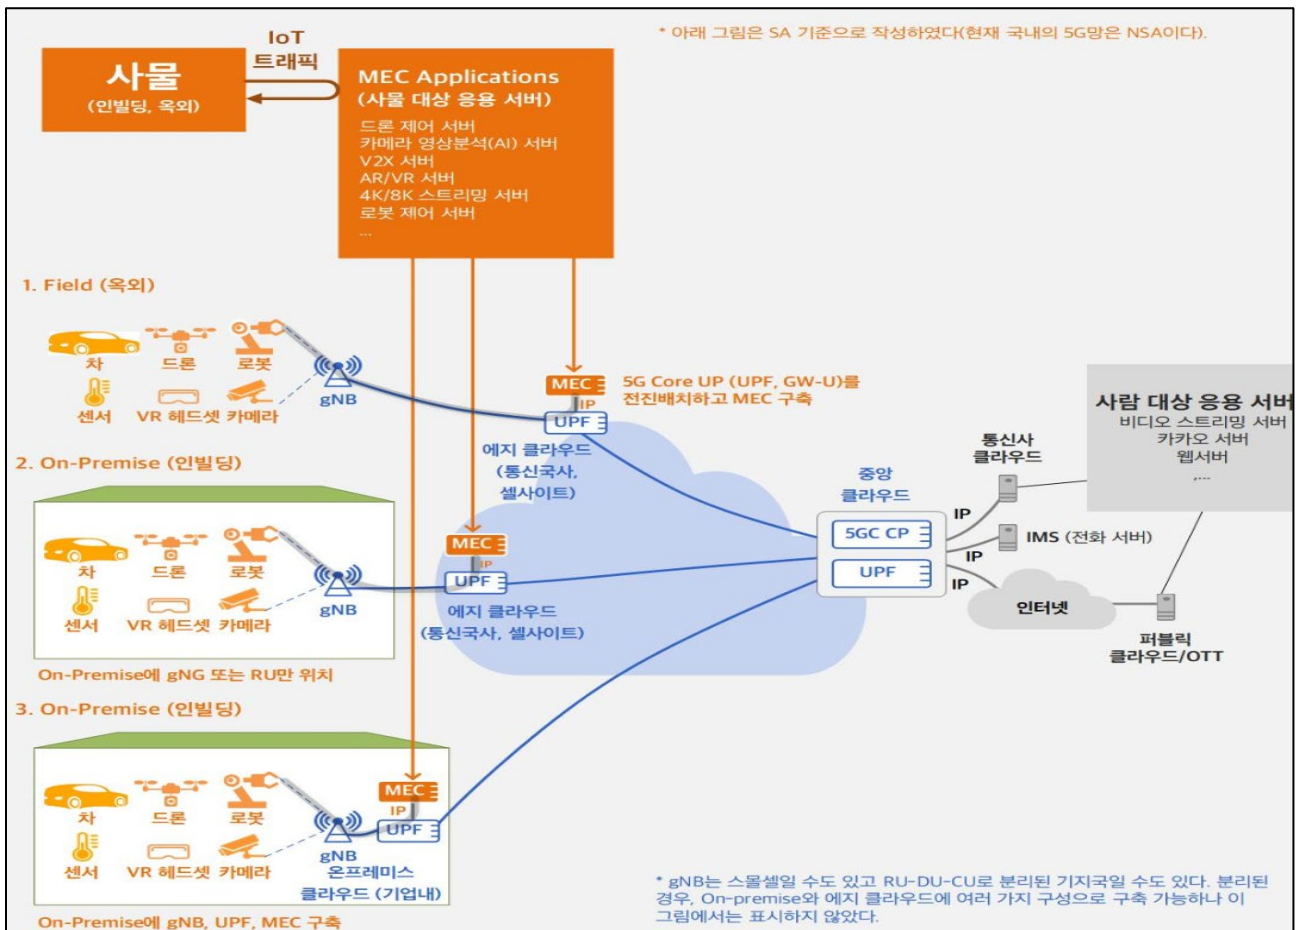 * 아래 그림은 SA 기준으로 작성하였다(현재 국내의 5G망은 NSA이다).
사물
(인빌딩, 옥외)
IoT
트래픽
MEC Applications
(사물 대상 응용 서버)
드론 제어 서버
카메라 영상분석(AI) 서버
V2X 서버
AR/VR 서버
4K/8K 스트리밍 서버
로봇 제어 서버
...
1. Field (옥외)
차
드론
로봇
센서
VR 헤드셋
카메라
gNB
MEC
IP
UPF
5G Core UP (UPF, GW-U)를
전진배치하고 MEC 구축
에지 클라우드
(통신국사,
셀사이트)
2. On-Premise (인빌딩)
차
드론
로봇
센서
VR 헤드셋
카메라
gNB
MEC
IP
UPF
에지 클라우드
(통신국사, 셀사이트)
On-Premise에 gNG 또는 RU만 위치
3. On-Premise (인빌딩)
차
드론
로봇
센서
VR 헤드셋
카메라
gNB
MEC
IP
UPF
온프레미스
클라우드 (기업내)
On-Premise에 gNB, UPF, MEC 구축
중앙
클라우드
5GC CP
UPF
IP
IP
IP
통신사
클라우드
IMS (전화 서버)
인터넷
퍼블릭
클라우드/OTT
사람 대상 응용 서버
비디오 스트리밍 서버
카카오 서버
웹서버
,...
* gNB는 스몰셀일 수도 있고 RU-DU-CU로 분리된 기지국일 수도 있다. 분리된
경우, On-premise와 에지 클라우드에 여러 가지 구성으로 구축 가능하나 이
그림에서는 표시하지 않았다.